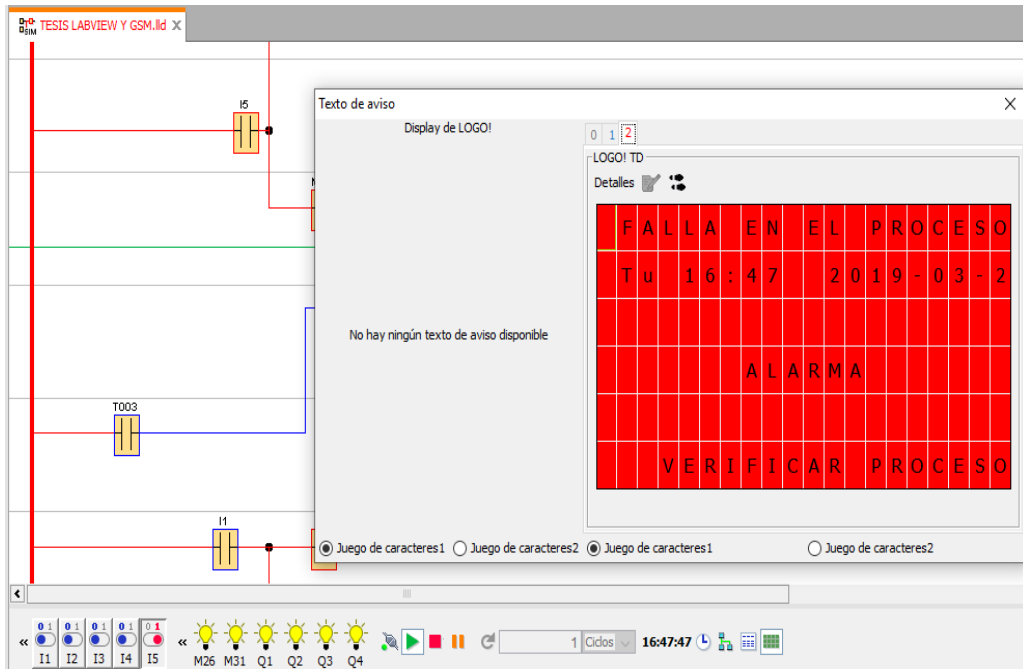 TESIS LABVIEW Y GSM.lld
SIM
I5
Texto de aviso
Display de LOGO!
0 1 2
LOGO! TD
Detalles
FALLA EN EL PROCESO
Tu 16:47 2019-03-2
No hay ningún texto de aviso disponible
ALARMA
T003
VERIFICAR PROCESO
I1
Juego de caracteres1 Juego de caracteres2 Juego de caracteres1 Juego de caracteres2
« 0 1 0 1 0 1 0 1 0 1 «
1 Ciclos 16:47:47
I1 I2 I3 I4 I5 M26 M31 Q1 Q2 Q3 Q4